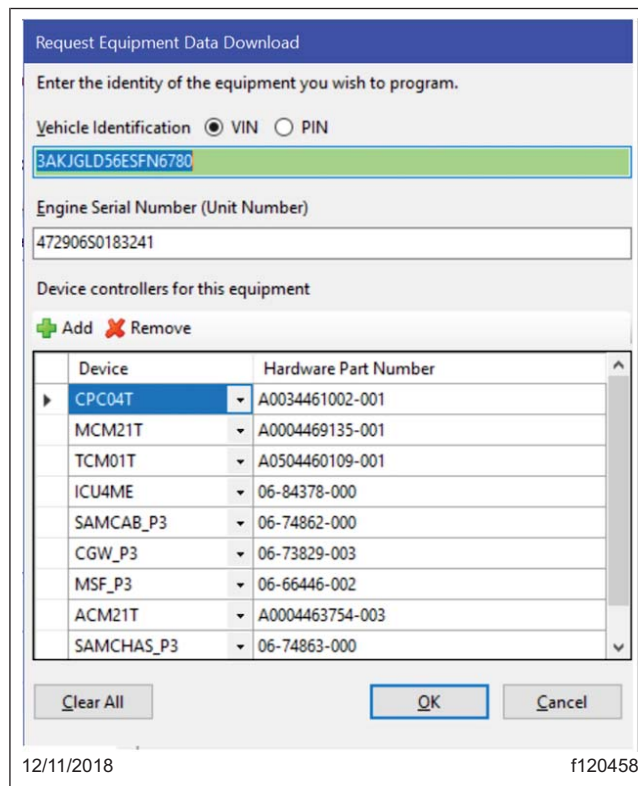 Request Equipment Data Download
Enter the identity of the equipment you wish to program.
Vehicle Identification VIN PIN
3AKJGLD56ESFN6780
Engine Serial Number (Unit Number)
472906S0183241
Device controllers for this equipment
Add Remove
Device Hardware Part Number
CPC04T A0034461002-001
MCM21T A0004469135-001
TCM01T A0504460109-001
ICU4ME 06-84378-000
SAMCAB_P3 06-74862-000
CGW_P3 06-73829-003
MSF_P3 06-66446-002
ACM21T A0004463754-003
SAMCHAS_P3 06-74863-000
Clear All OK Cancel
12/11/2018 f120458